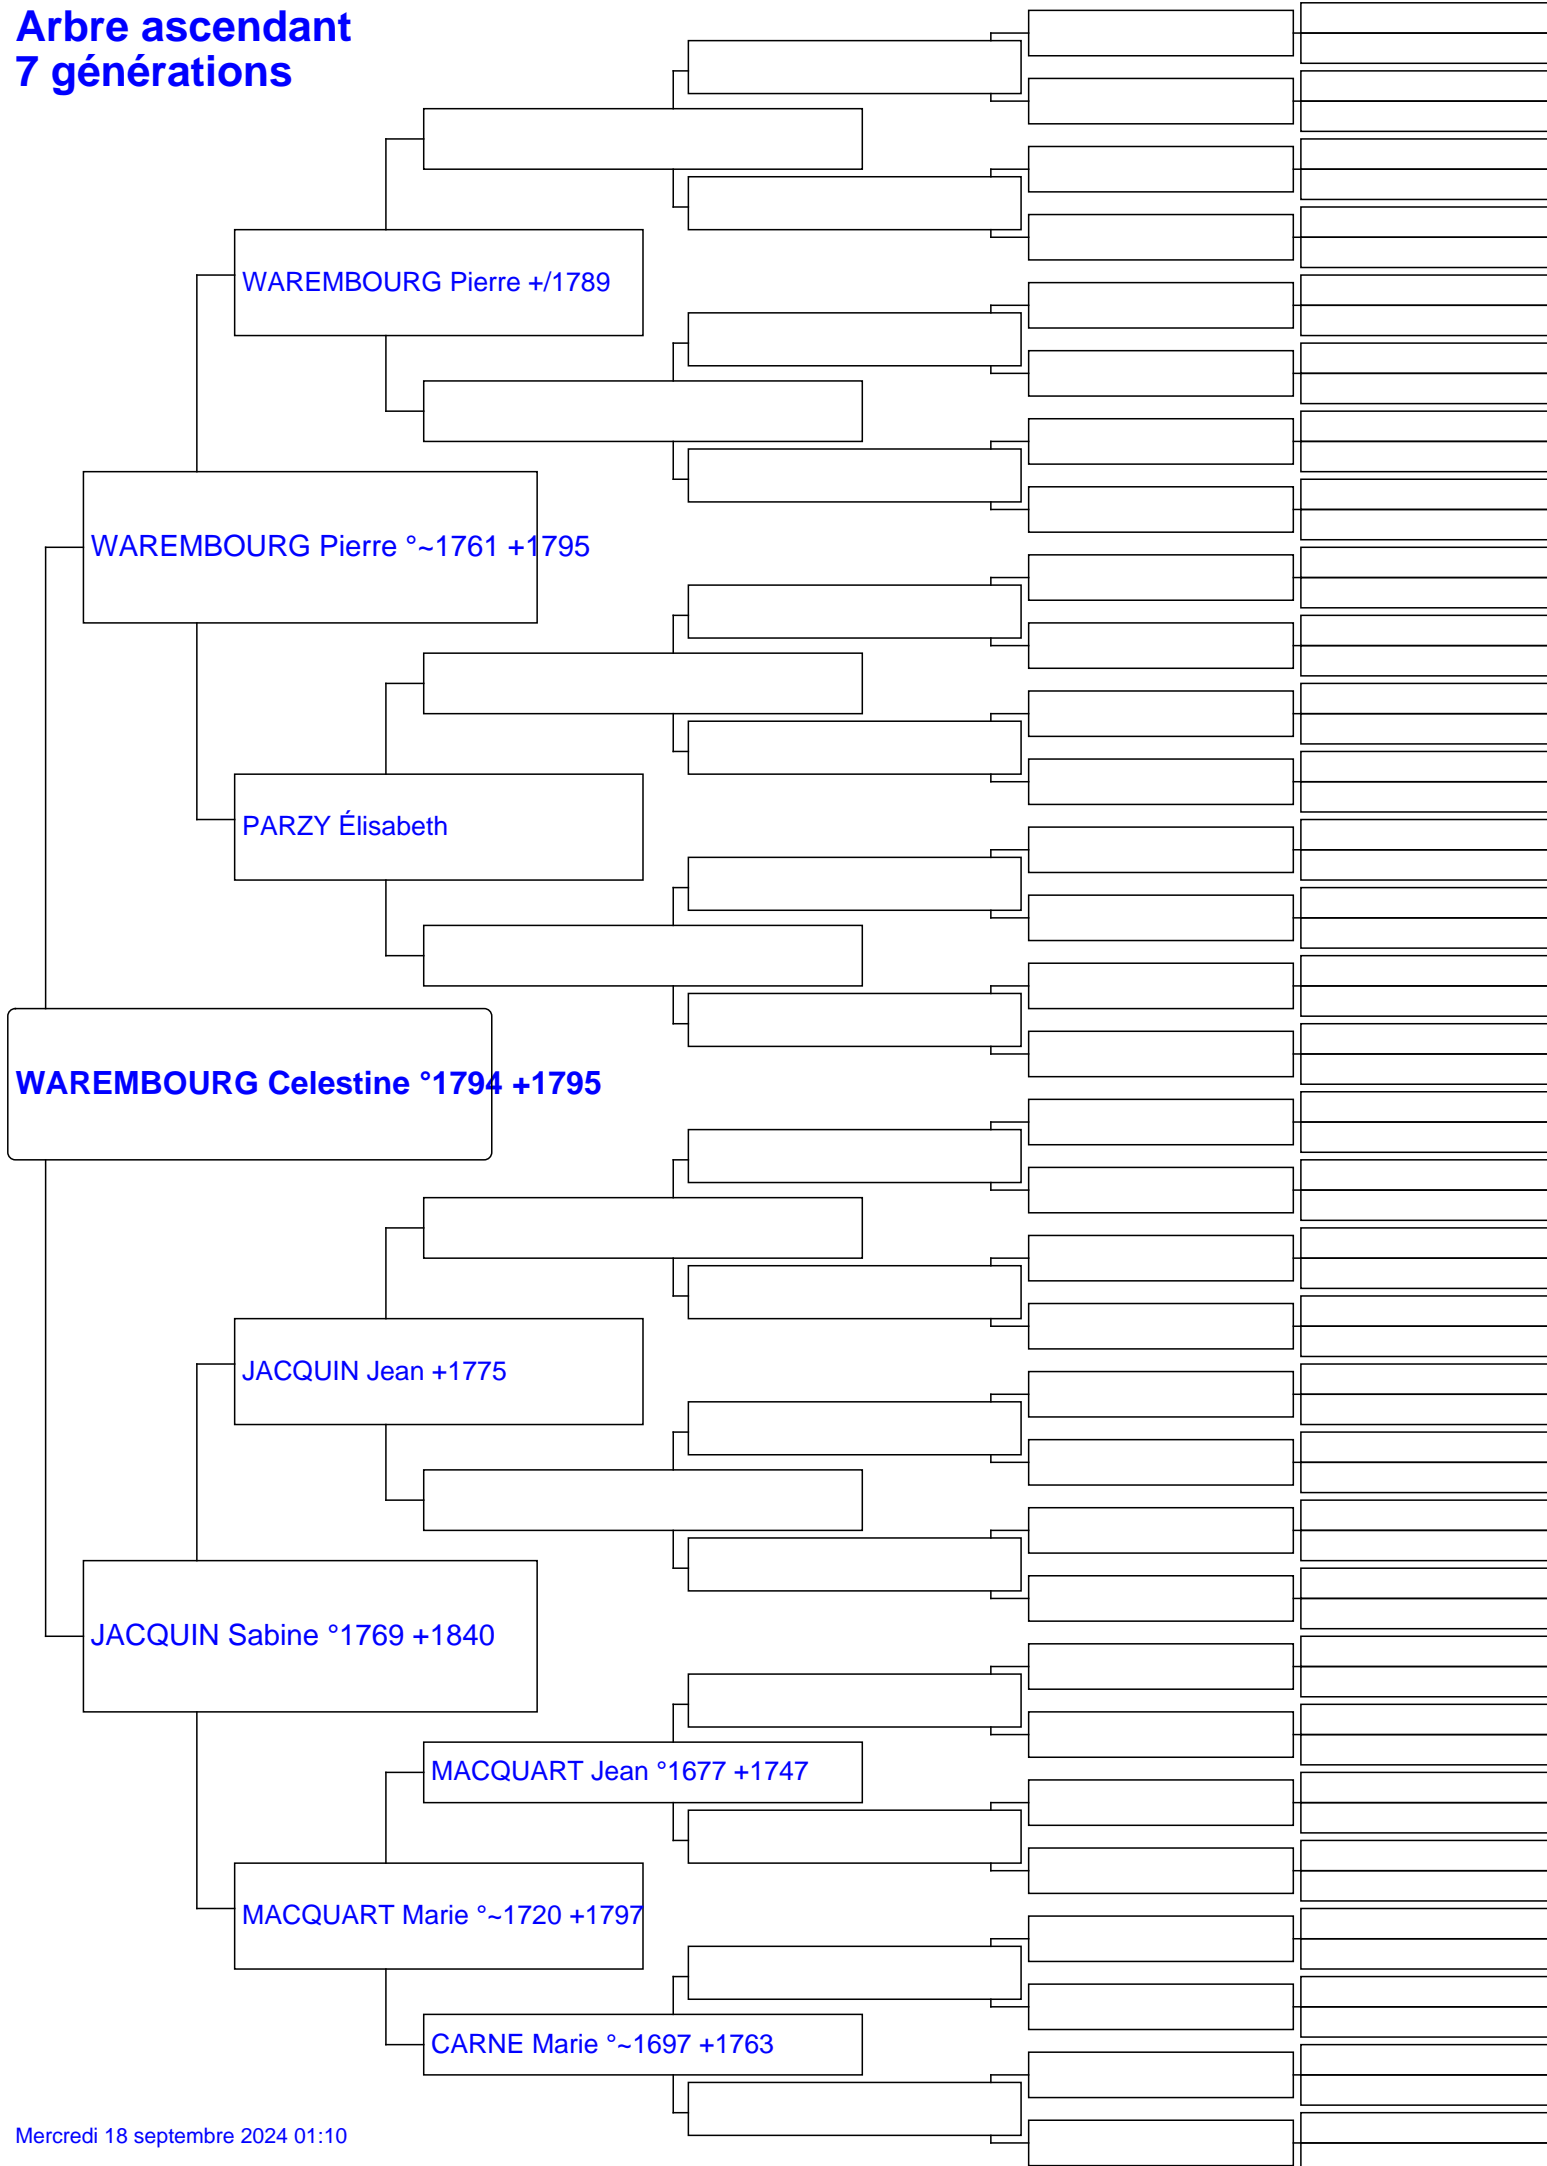 Arbre ascendant
7 générations
WAREMBOURG Pierre +/1789
WAREMBOURG Pierre °~1761 +1795
PARZY Élisabeth
WAREMBOURG Celestine °1794 +1795
JACQUIN Jean +1775
JACQUIN Sabine °1769 +1840
MACQUART Jean °1677 +1747
MACQUART Marie °~1720 +1797
CARNE Marie °~1697 +1763
Mercredi 18 septembre 2024 01:10